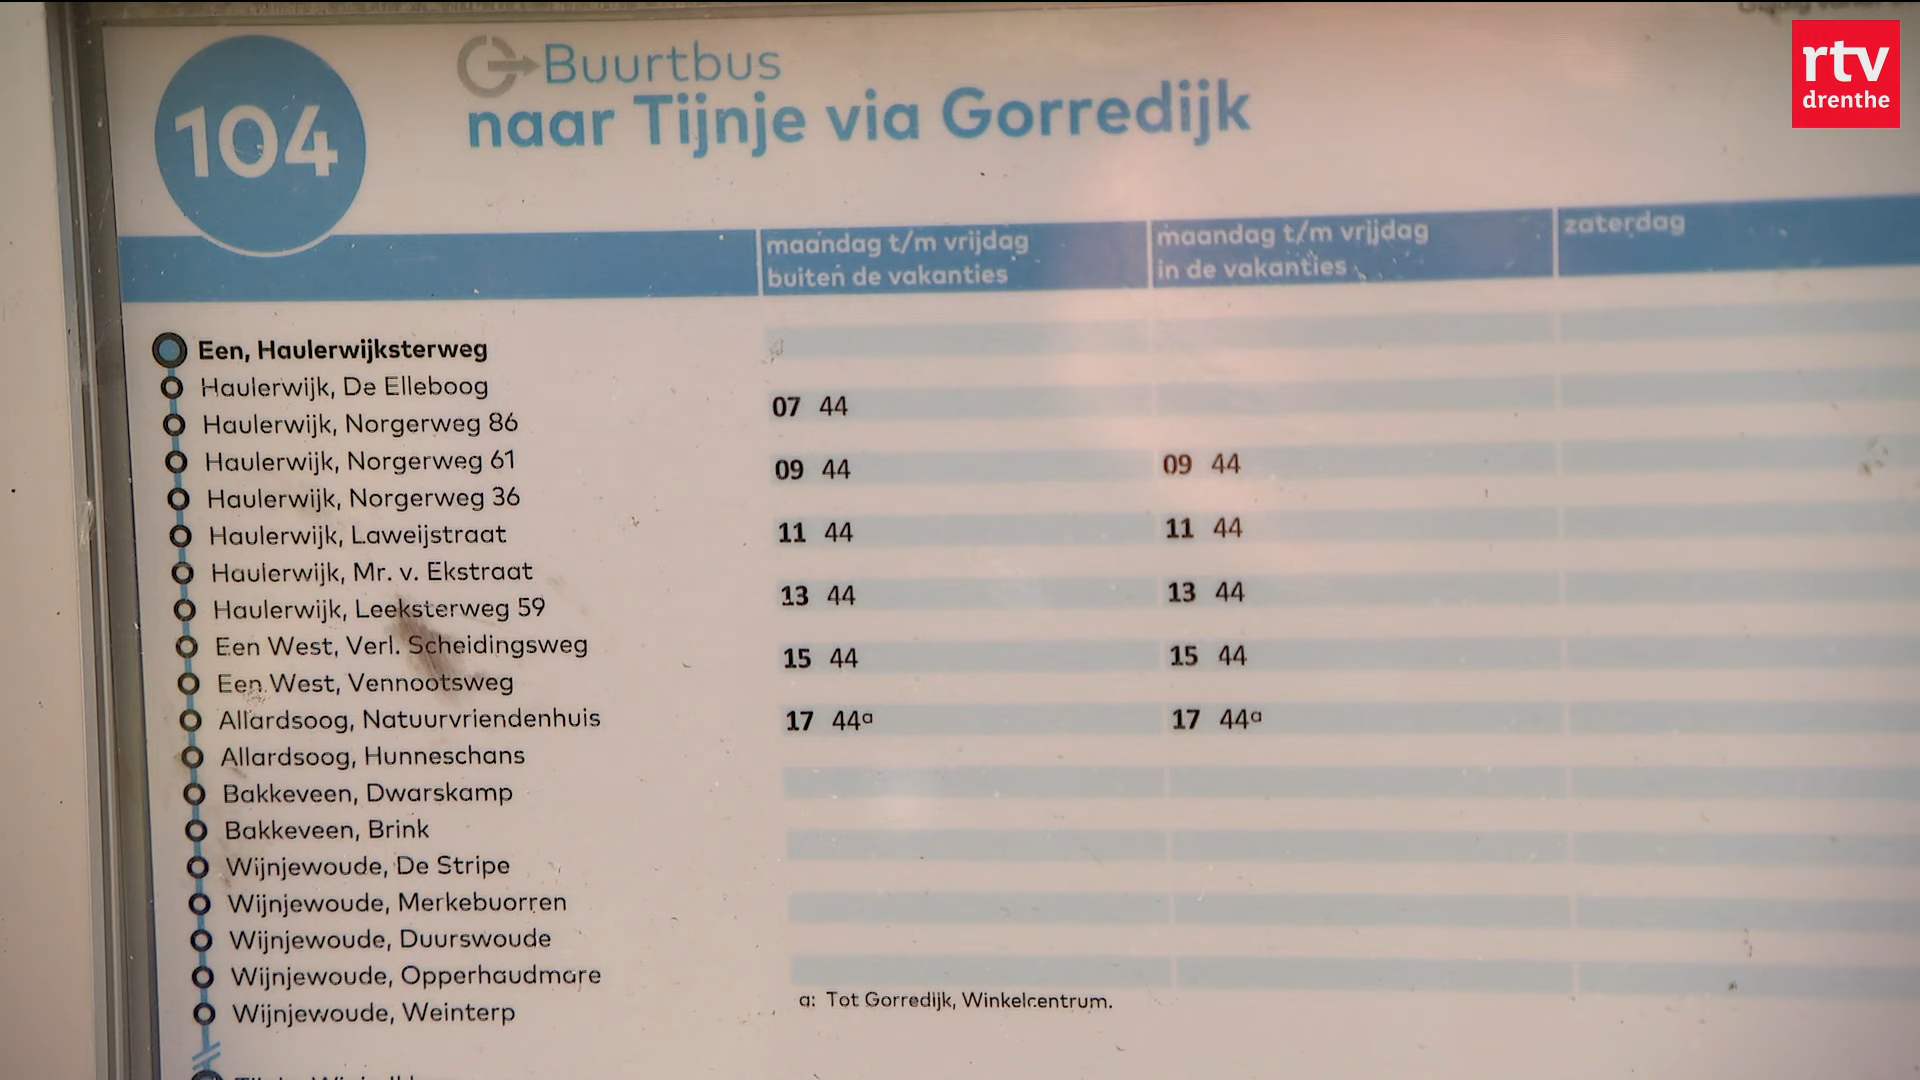 rtv
drenthe
104
Buurtbus
naar Tijnje via Gorredijk
maandag t/m vrijdag
buiten de vakanties
maandag t/m vrijdag
in de vakanties
zaterdag
Een, Haulerwijksterweg
Haulerwijk, De Elleboog
Haulerwijk, Norgerweg 86
Haulerwijk, Norgerweg 61
Haulerwijk, Norgerweg 36
Haulerwijk, Laweijstraat
Haulerwijk, Mr. v. Ekstraat
Haulerwijk, Leeksterweg 59
Een West, Verl. Scheidingsweg
Een West, Vennootsweg
Allardsoog, Natuurvriendenhuis
Allardsoog, Hunneschans
Bakkeveen, Dwarskamp
Bakkeveen, Brink
Wijnjewoude, De Stripe
Wijnjewoude, Merkebuorren
Wijnjewoude, Duurswoude
Wijnjewoude, Opperhaudmare
Wijnjewoude, Weinterp
07 44
09 44
11 44
13 44
15 44
17 44a
09 44
11 44
13 44
15 44
17 44a
a: Tot Gorredijk, Winkelcentrum.